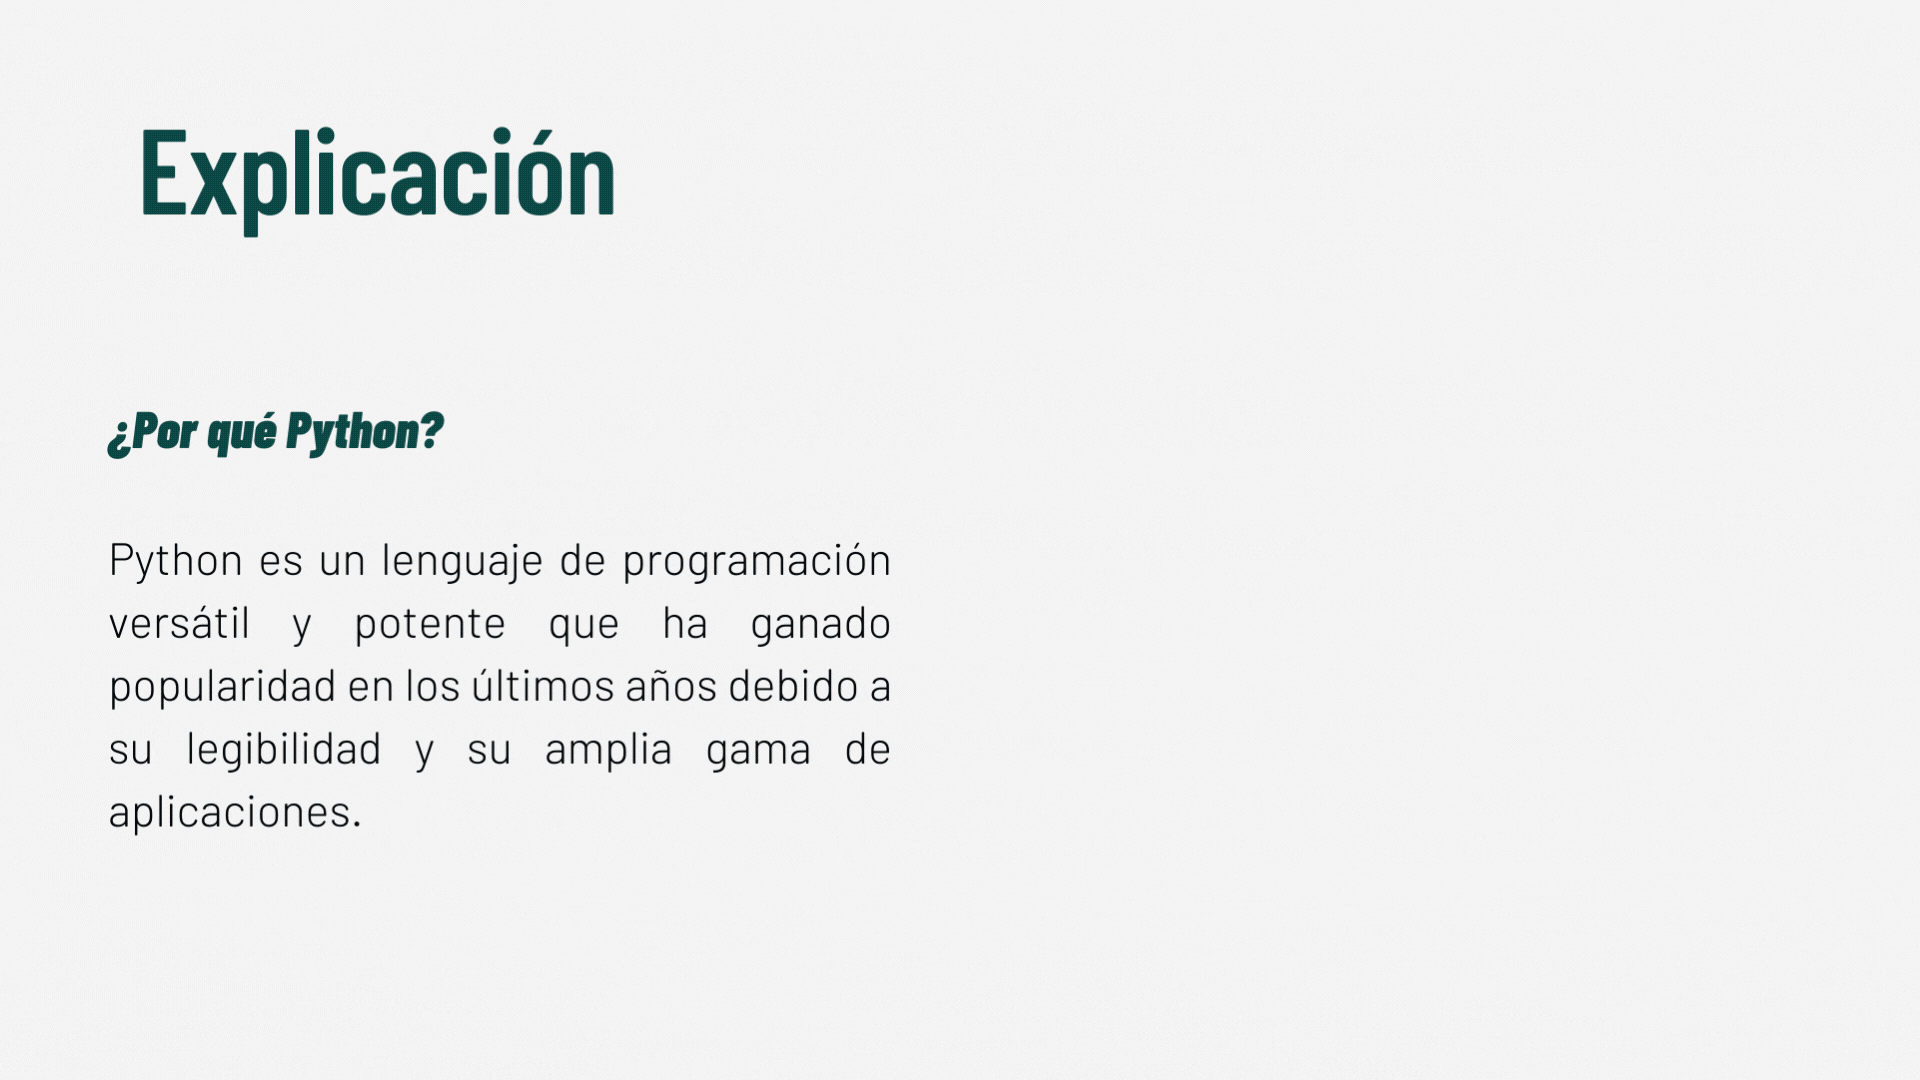 Explicación
¿Por qué Python?
Python es un lenguaje de programación
versátil y potente que ha ganado
popularidad en los últimos años debido a
su legibilidad y su amplia gama de
aplicaciones.